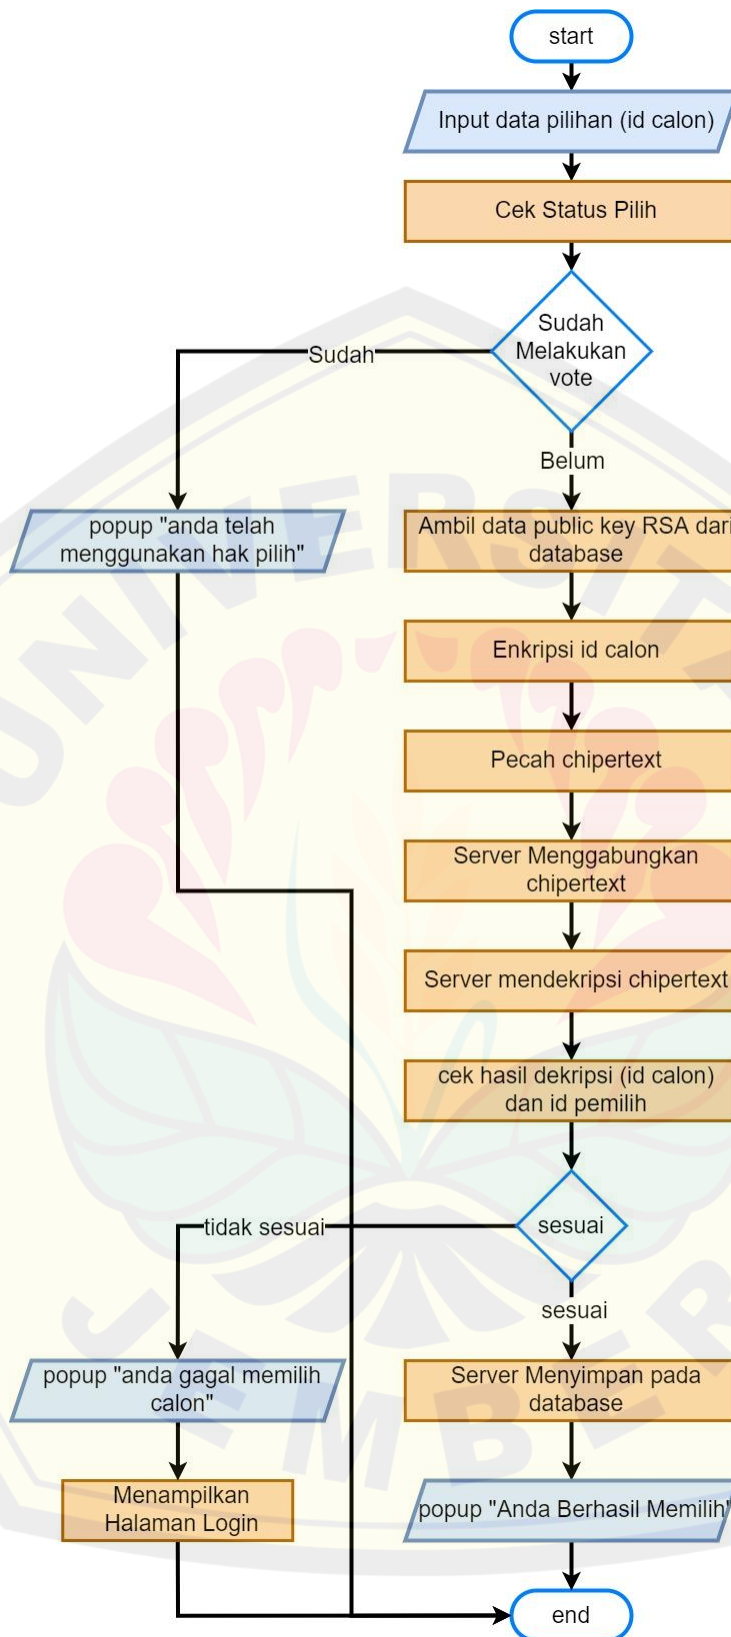 start
Input data pilihan (id calon)
Cek Status Pilih
Sudah
Melakukan
vote
Sudah
Belum
popup "anda telah
menggunakan hak pilih"
Ambil data public key RSA dari
database
Enkripsi id calon
Pecah chipertext
Server Menggabungkan
chipertext
Server mendekripsi chipertext
cek hasil dekripsi (id calon)
dan id pemilih
sesuai
tidak sesuai
sesuai
popup "anda gagal memilih
calon"
Server Menyimpan pada
database
Menampilkan
Halaman Login
popup "Anda Berhasil Memilih"
end
UNIVERSITA
JEMBER